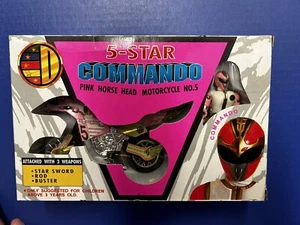 5-STAR
COMMANDO
PINK HORSE HEAD MOTORCYCLE NO.5
COMMANDO
5
ATTACHED WITH 3 WEAPONS
•STAR SWORD
•ROD
•BUSTER
•ONLY SUGGESTED FOR CHILDREN
ABOVE 3 YEARS OLD.